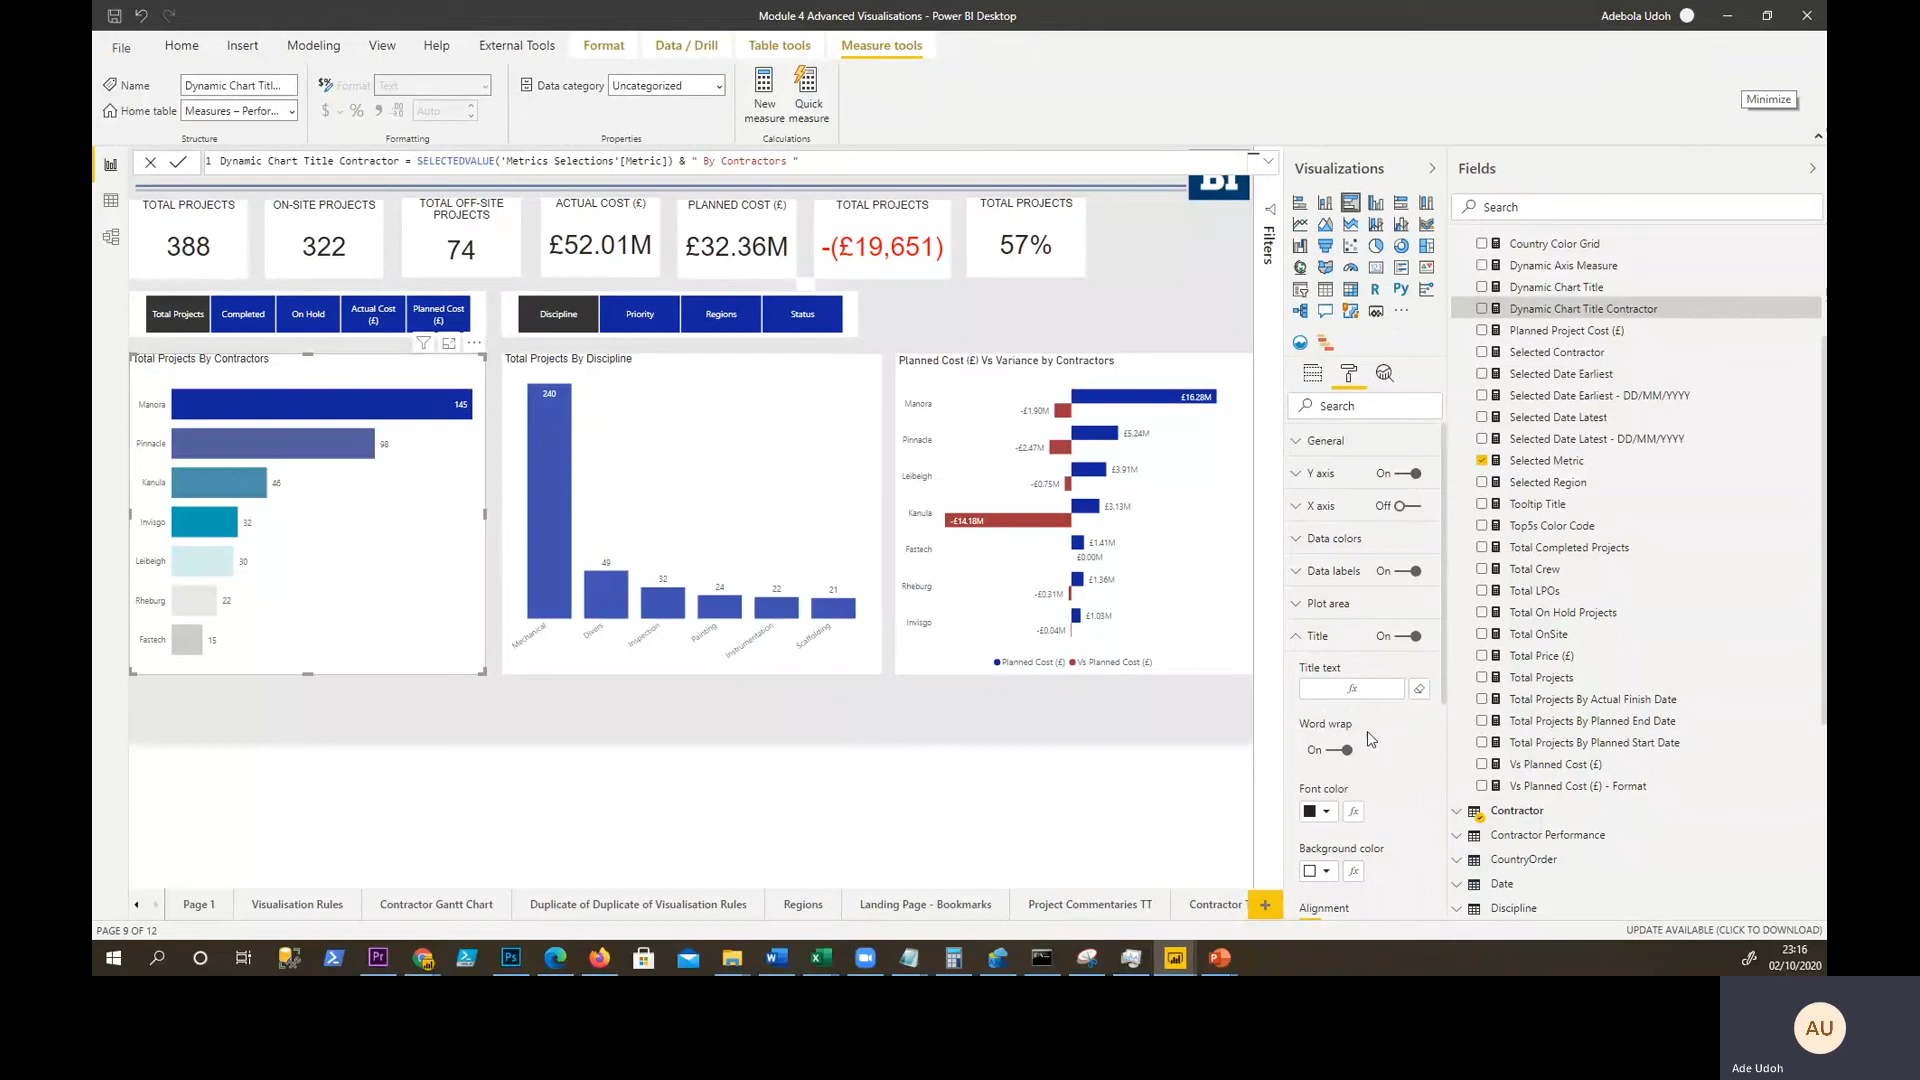 Module 4 Advanced Visualisations - Power BI Desktop
Adebola Udoh
File
Home
Insert
Modeling
View
Help
External Tools
Format
Data / Drill
Table tools
Measure tools
Name
Dynamic Chart Titl...
Format
Text
Data category
Uncategorized
Home table
Measures – Perfor...
$ % 9 Auto
New measure
Quick measure
Minimize
Structure
Formatting
Properties
Calculations
1 Dynamic Chart Title Contractor = SELECTEDVALUE('Metrics Selections'[Metric]) & " By Contractors "
BI
TOTAL PROJECTS
388
ON-SITE PROJECTS
322
TOTAL OFF-SITE
PROJECTS
74
ACTUAL COST (£)
£52.01M
PLANNED COST (£)
£32.36M
TOTAL PROJECTS
-(£19,651)
TOTAL PROJECTS
57%
Total Projects
Completed
On Hold
Actual Cost
(£)
Planned Cost
(£)
Discipline
Priority
Regions
Status
Total Projects By Contractors
Manora 145
Pinnacle 98
Kanula 46
Invisgo 32
Leibeigh 30
Rheburg 22
Fastech 15
Total Projects By Discipline
240
49
32
24
22
21
Mechanical
Divers
Inspection
Painting
Instrumentation
Scaffolding
Planned Cost (£) Vs Variance by Contractors
Manora £16.28M
-£1.90M
Pinnacle £5.24M
-£2.47M
Leibeigh £3.91M
-£0.75M
Kanula £3.13M
-£14.18M
Fastech £1.41M
£0.00M
Rheburg £1.36M
-£0.31M
Invisgo £1.03M
-£0.04M
Planned Cost (£) Vs Planned Cost (£)
Filters
Visualizations
R
Py
Search
General
Y axis On
X axis Off
Data colors
Data labels On
Plot area
Title On
Title text
fx
Word wrap
On
Font color
fx
Background color
fx
Alignment
Fields
Search
Country Color Grid
Dynamic Axis Measure
Dynamic Chart Title
Dynamic Chart Title Contractor
Planned Project Cost (£)
Selected Contractor
Selected Date Earliest
Selected Date Earliest - DD/MM/YYYY
Selected Date Latest
Selected Date Latest - DD/MM/YYYY
Selected Metric
Selected Region
Tooltip Title
Top5s Color Code
Total Completed Projects
Total Crew
Total LPOs
Total On Hold Projects
Total OnSite
Total Price (£)
Total Projects
Total Projects By Actual Finish Date
Total Projects By Planned End Date
Total Projects By Planned Start Date
Vs Planned Cost (£)
Vs Planned Cost (£) - Format
Contractor
Contractor Performance
CountryOrder
Date
Discipline
Page 1
Visualisation Rules
Contractor Gantt Chart
Duplicate of Duplicate of Visualisation Rules
Regions
Landing Page - Bookmarks
Project Commentaries TT
Contractor
PAGE 9 OF 12
UPDATE AVAILABLE (CLICK TO DOWNLOAD)
Pr
Ps
23:16
02/10/2020
AU
Ade Udoh